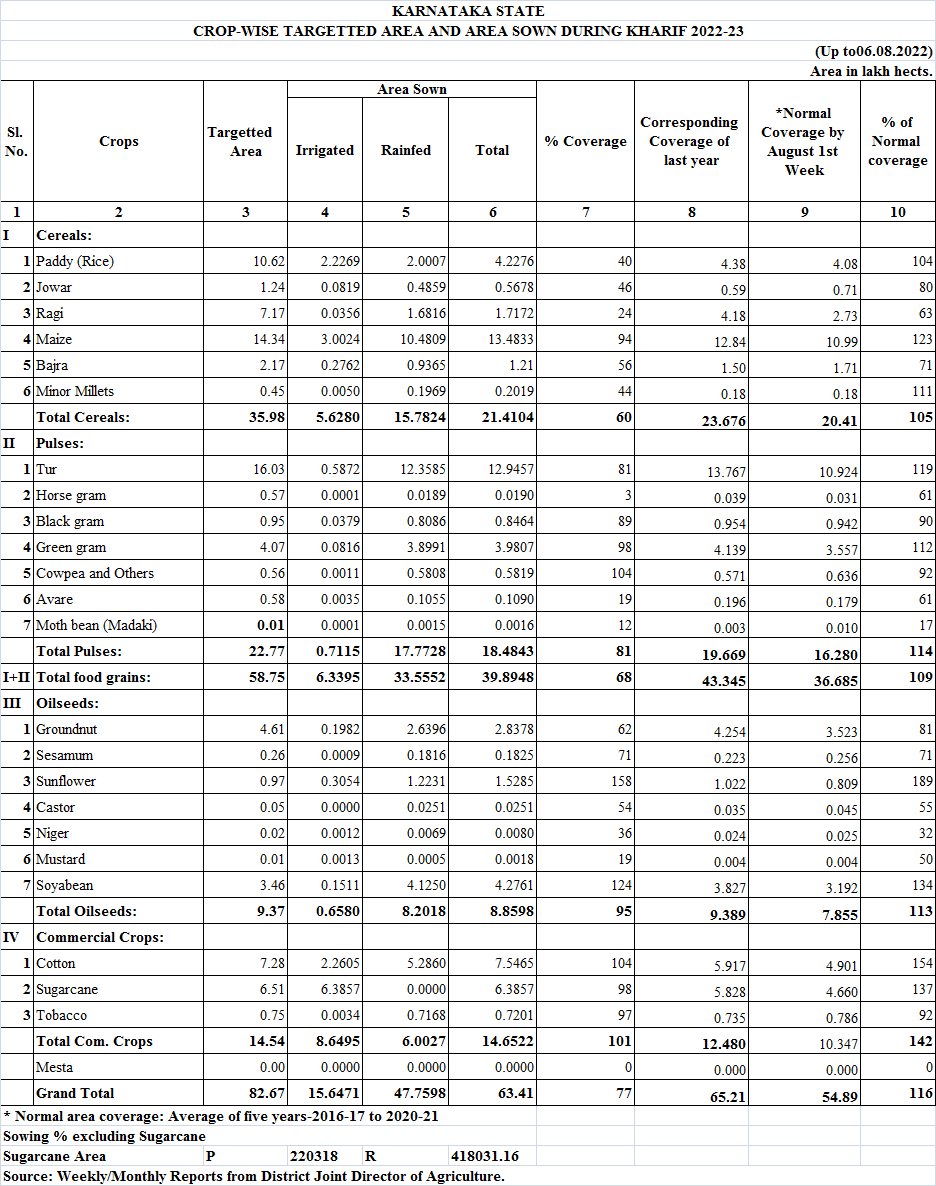 KARNATAKA STATE
CROP-WISE TARGETTED AREA AND AREA SOWN DURING KHARIF 2022-23
(Up to06.08.2022)
Area in lakh hects.
Sl. No. Crops Targetted Area Area Sown Irrigated Rainfed Total % Coverage Corresponding Coverage of last year *Normal Coverage by August 1st Week % of Normal coverage
1 2 3 4 5 6 7 8 9 10
I Cereals:
1 Paddy (Rice) 10.62 2.2269 2.0007 4.2276 40 4.38 4.08 104
2 Jowar 1.24 0.0819 0.4859 0.5678 46 0.59 0.71 80
3 Ragi 7.17 0.0356 1.6816 1.7172 24 4.18 2.73 63
4 Maize 14.34 3.0024 10.4809 13.4833 94 12.84 10.99 123
5 Bajra 2.17 0.2762 0.9365 1.21 56 1.50 1.71 71
6 Minor Millets 0.45 0.0050 0.1969 0.2019 44 0.18 0.18 111
Total Cereals: 35.98 5.6280 15.7824 21.4104 60 23.676 20.41 105
II Pulses:
1 Tur 16.03 0.5872 12.3585 12.9457 81 13.767 10.924 119
2 Horse gram 0.57 0.0001 0.0189 0.0190 3 0.039 0.031 61
3 Black gram 0.95 0.0379 0.8086 0.8464 89 0.954 0.942 90
4 Green gram 4.07 0.0816 3.8991 3.9807 98 4.139 3.557 112
5 Cowpea and Others 0.56 0.0011 0.5808 0.5819 104 0.571 0.636 92
6 Avare 0.58 0.0035 0.1055 0.1090 19 0.196 0.179 61
7 Moth bean (Madaki) 0.01 0.0001 0.0015 0.0016 12 0.003 0.010 17
Total Pulses: 22.77 0.7115 17.7728 18.4843 81 19.669 16.280 114
I+II Total food grains: 58.75 6.3395 33.5552 39.8948 68 43.345 36.685 109
III Oilseeds:
1 Groundnut 4.61 0.1982 2.6396 2.8378 62 4.254 3.523 81
2 Sesamum 0.26 0.0009 0.1816 0.1825 71 0.223 0.256 71
3 Sunflower 0.97 0.3054 1.2231 1.5285 158 1.022 0.809 189
4 Castor 0.05 0.0000 0.0251 0.0251 54 0.035 0.045 55
5 Niger 0.02 0.0012 0.0069 0.0080 36 0.024 0.025 32
6 Mustard 0.01 0.0013 0.0005 0.0018 19 0.004 0.004 50
7 Soyabean 3.46 0.1511 4.1250 4.2761 124 3.827 3.192 134
Total Oilseeds: 9.37 0.6580 8.2018 8.8598 95 9.389 7.855 113
IV Commercial Crops:
1 Cotton 7.28 2.2605 5.2860 7.5465 104 5.917 4.901 154
2 Sugarcane 6.51 6.3857 0.0000 6.3857 98 5.828 4.660 137
3 Tobacco 0.75 0.0034 0.7168 0.7201 97 0.735 0.786 92
Total Com. Crops 14.54 8.6495 6.0027 14.6522 101 12.480 10.347 142
Mesta 0.00 0.0000 0.0000 0.0000 0 0.000 0.000 0
Grand Total 82.67 15.6471 47.7598 63.41 77 65.21 54.89 116
* Normal area coverage: Average of five years-2016-17 to 2020-21
Sowing % excluding Sugarcane
Sugarcane Area P 220318 R 418031.16
Source: Weekly/Monthly Reports from District Joint Director of Agriculture.